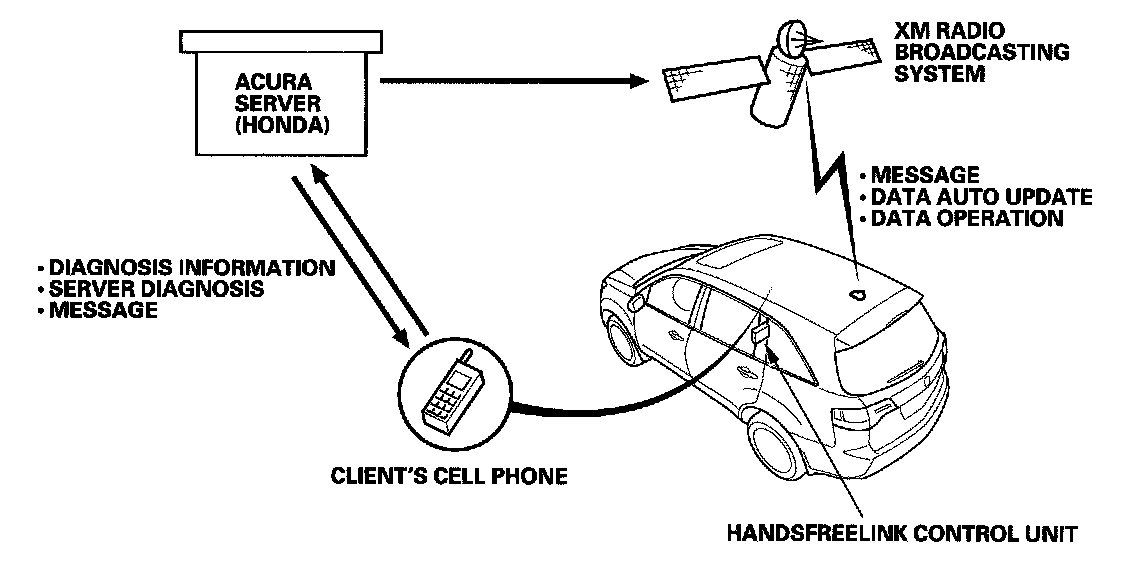 ACURA
SERVER
(HONDA)
XM RADIO
BROADCASTING
SYSTEM
• MESSAGE
• DATA AUTO UPDATE
• DATA OPERATION
• DIAGNOSIS INFORMATION
• SERVER DIAGNOSIS
• MESSAGE
CLIENT'S CELL PHONE
HANDSFREELINK CONTROL UNIT